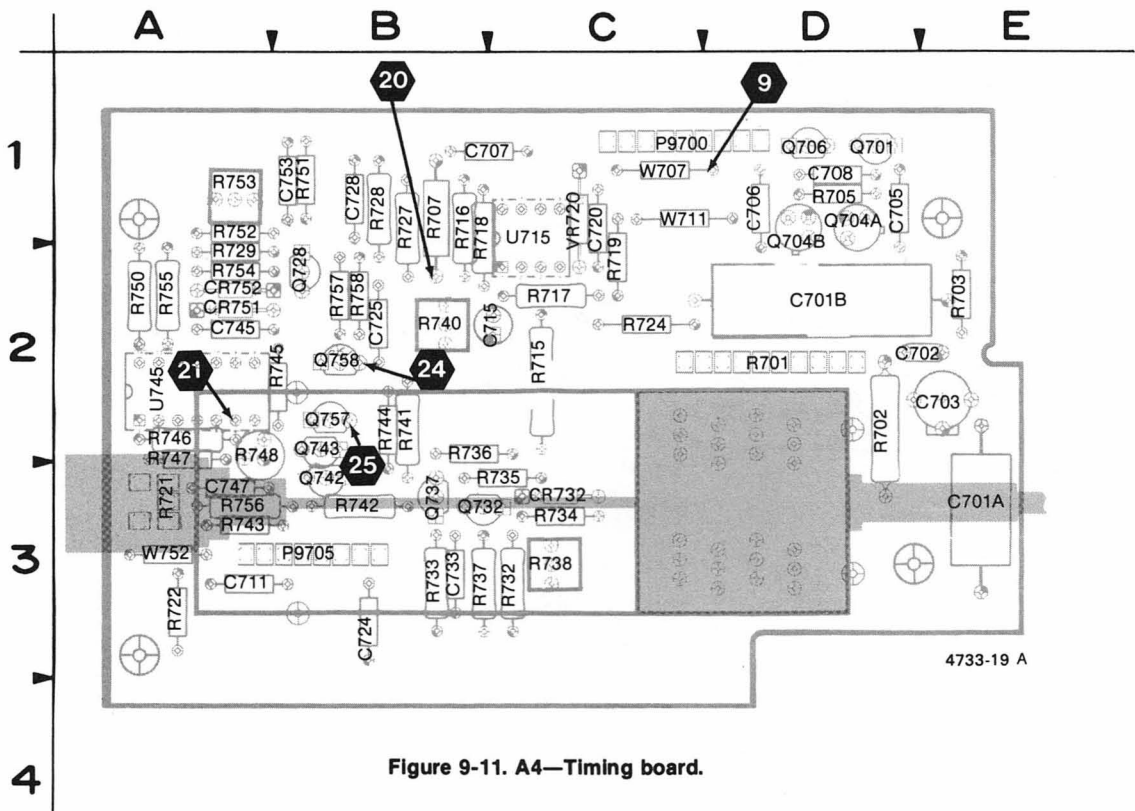 A B C D E
20 9
1
P9700 Q706 Q701
C707
W707 C708
C753 R751 R753 C728 R728 R727 R707 R716 R718 VR720 C720 C706 R705 C705
W711 Q704A
R752 U715 Q704B
R729 R719
R754 Q728
R750 R755 CR752 R757 R758 R717 C701B R703
CR751 C725 R740 C715 R724
C745
2
Q758 R715 R701 C702
21 R745 24
U745
Q757 R744 R741 R702 C703
R746 Q743 R736
R747 R748 25
Q742 R735
C747 Q737 CR732
R721 R756 R742 Q732 C701A
R743 R734
3
W752 P9705 R738
C711 R733 C733 R737 R732
R722
C724
4733-19 A
4
Figure 9-11. A4—Timing board.